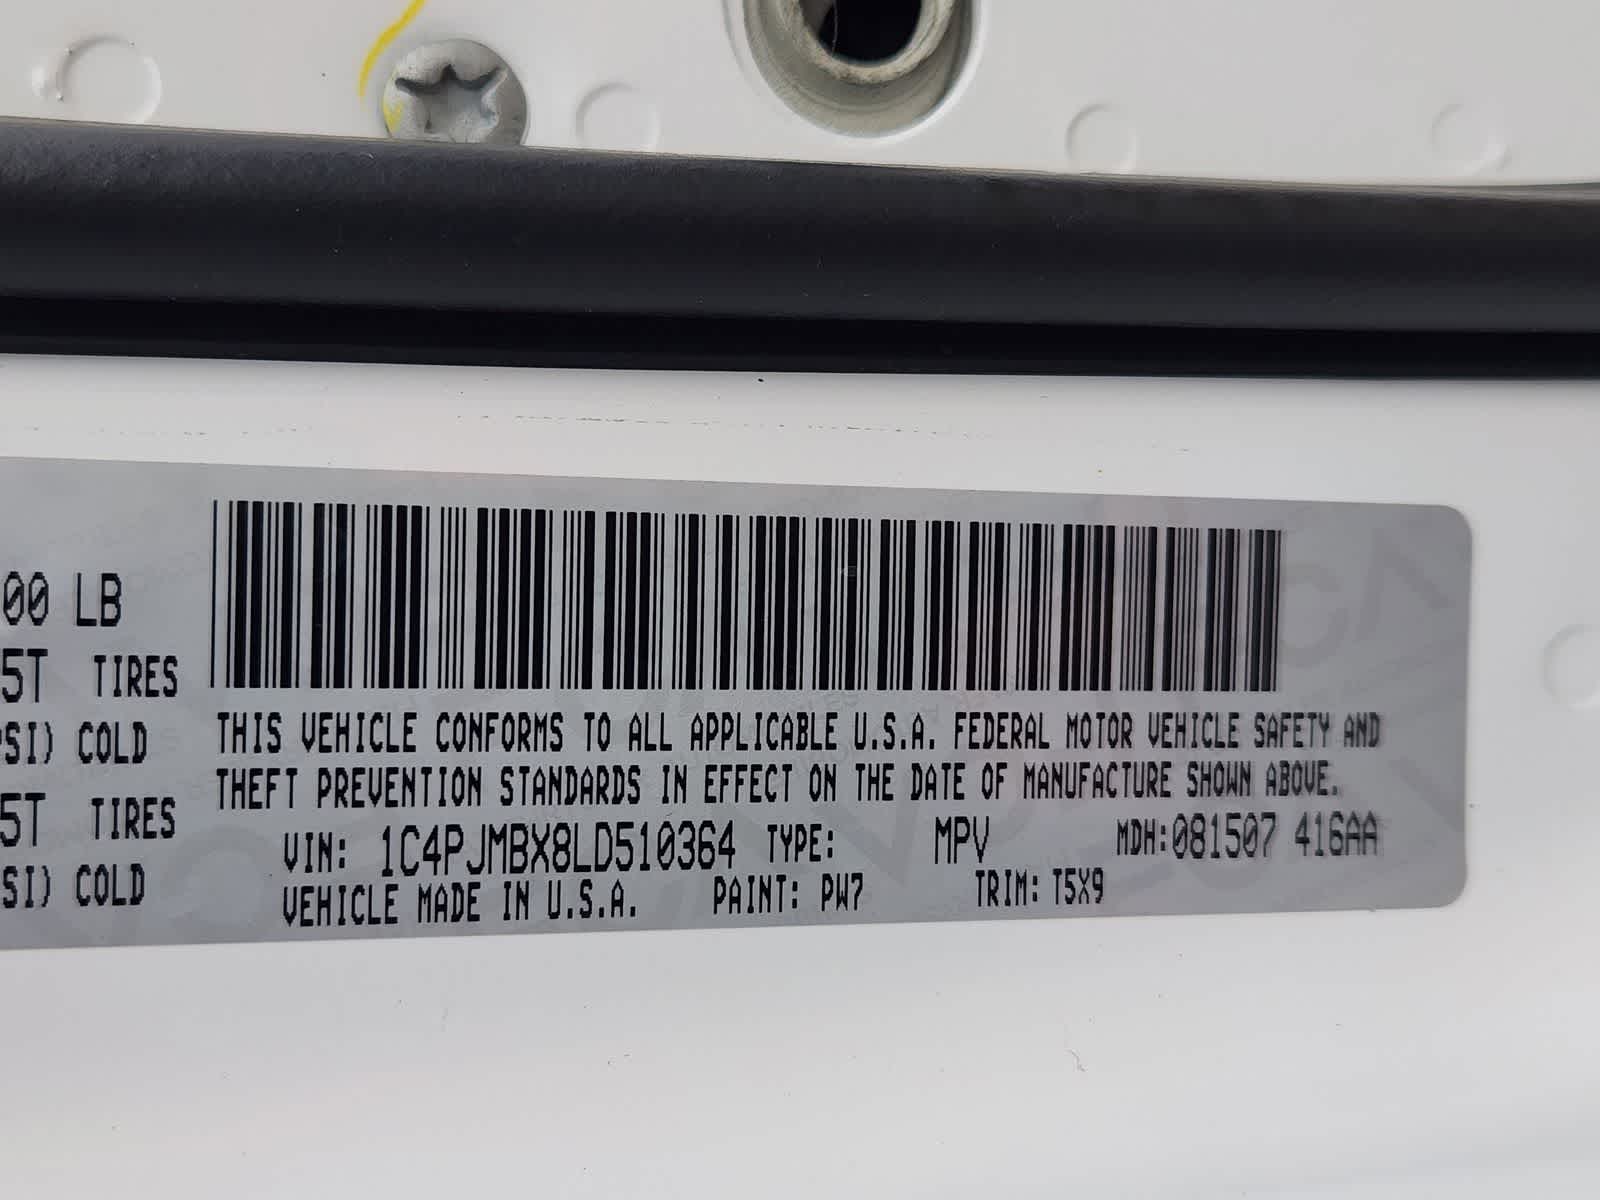 00 LB
5T TIRES
PSI) COLD
5T TIRES
SI) COLD
THIS VEHICLE CONFORMS TO ALL APPLICABLE U.S.A. FEDERAL MOTOR VEHICLE SAFETY AND
THEFT PREVENTION STANDARDS IN EFFECT ON THE DATE OF MANUFACTURE SHOWN ABOVE.
VIN: 1C4PJMBX8LD510364 TYPE: MPV MDH:081507 416AA
VEHICLE MADE IN U.S.A. PAINT: PW7 TRIM: T5X9